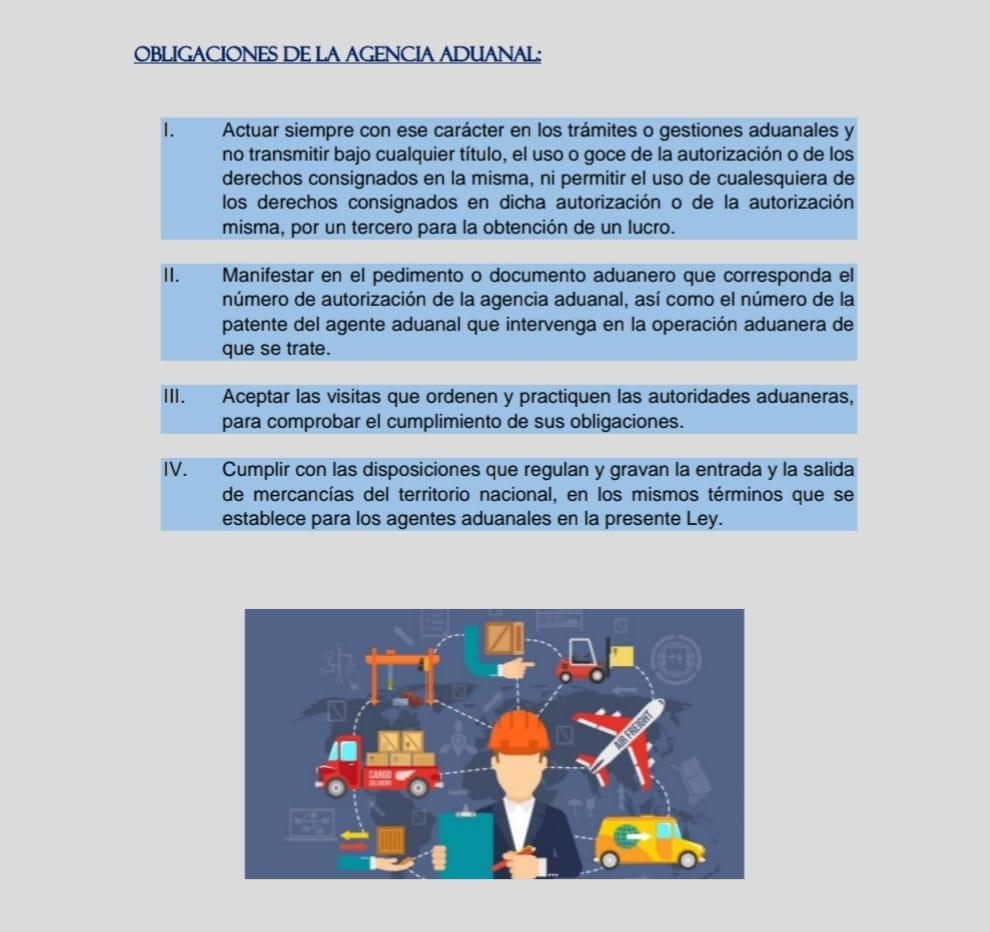 OBLIGACIONES DE LA AGENCIA ADUANAL:
I. Actuar siempre con ese carácter en los trámites o gestiones aduanales y
no transmitir bajo cualquier título, el uso o goce de la autorización o de los
derechos consignados en la misma, ni permitir el uso de cualesquiera de
los derechos consignados en dicha autorización o de la autorización
misma, por un tercero para la obtención de un lucro.
II. Manifestar en el pedimento o documento aduanero que corresponda el
número de autorización de la agencia aduanal, así como el número de la
patente del agente aduanal que intervenga en la operación aduanera de
que se trate.
III. Aceptar las visitas que ordenen y practiquen las autoridades aduaneras,
para comprobar el cumplimiento de sus obligaciones.
IV. Cumplir con las disposiciones que regulan y gravan la entrada y la salida
de mercancías del territorio nacional, en los mismos términos que se
establece para los agentes aduanales en la presente Ley.
AIR FREIGHT
CARGO
DELIVERY